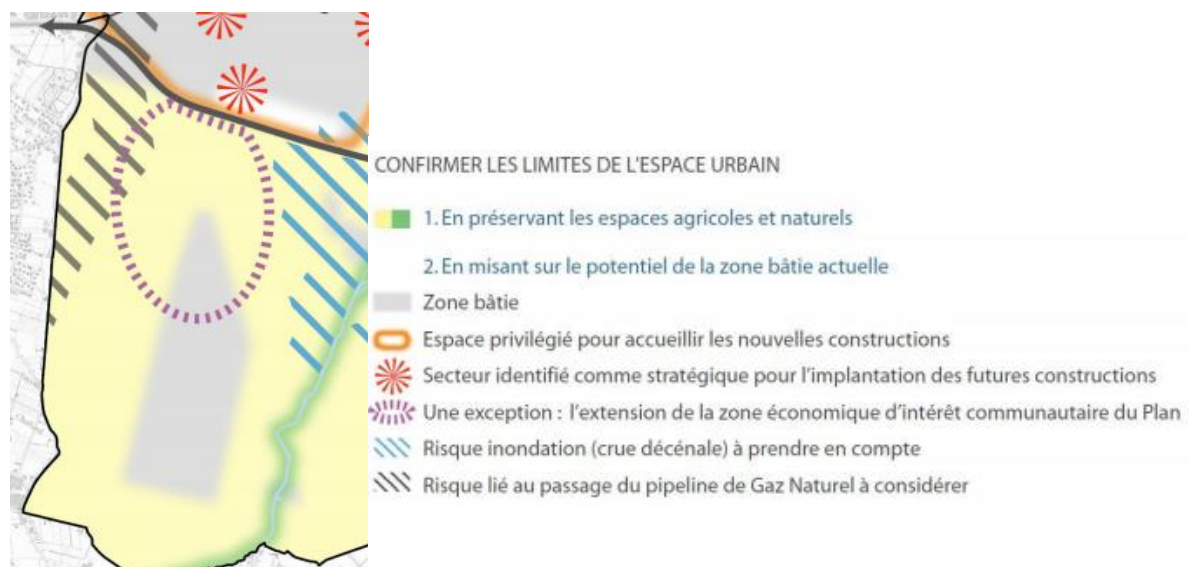 CONFIRMER LES LIMITES DE L'ESPACE URBAIN
1. En préservant les espaces agricoles et naturels
2. En misant sur le potentiel de la zone bâtie actuelle
Zone bâtie
Espace privilégié pour accueillir les nouvelles constructions
Secteur identifié comme stratégique pour l'implantation des futures constructions
Une exception : l'extension de la zone économique d'intérêt communautaire du Plan
Risque inondation (crue décénale) à prendre en compte
Risque lié au passage du pipeline de Gaz Naturel à considérer